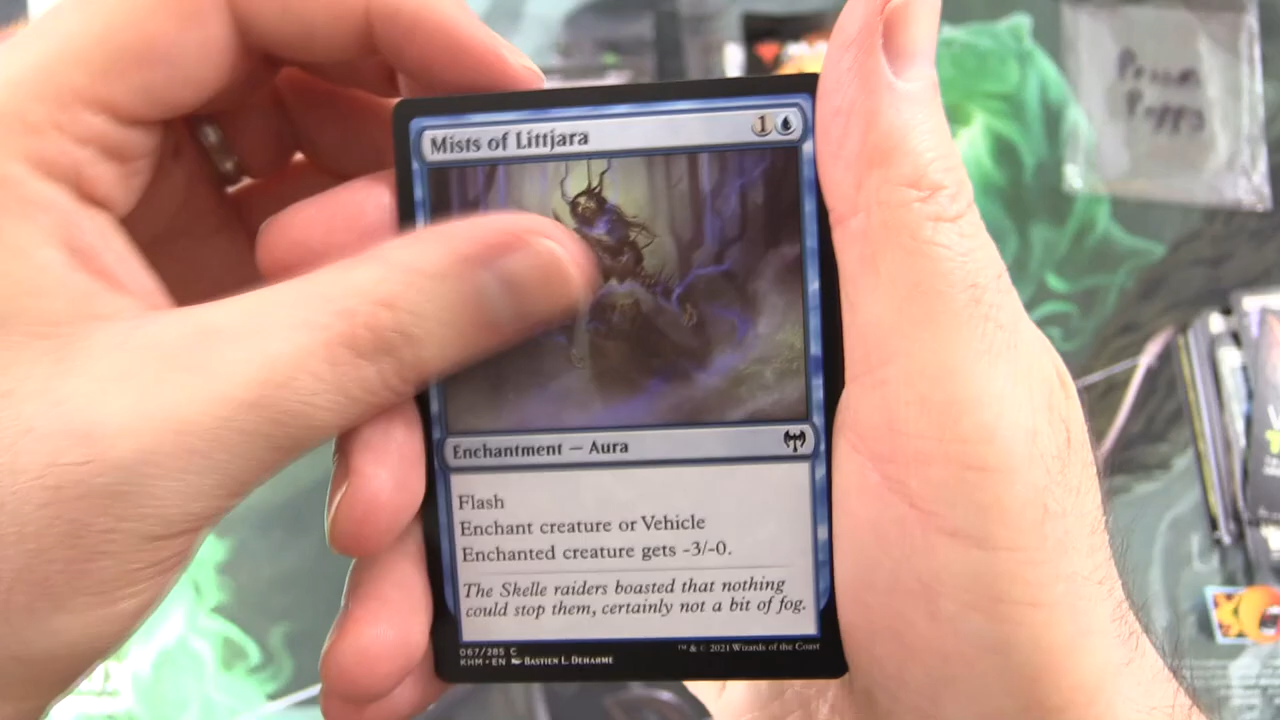 Mists of Littjara
1
Enchantment — Aura
Flash
Enchant creature or Vehicle
Enchanted creature gets -3/-0.
The Skelle raiders boasted that nothing
could stop them, certainly not a bit of fog.
067/285 C
KHM • EN Bastien L. Deharme
™ & © 2021 Wizards of the Coast